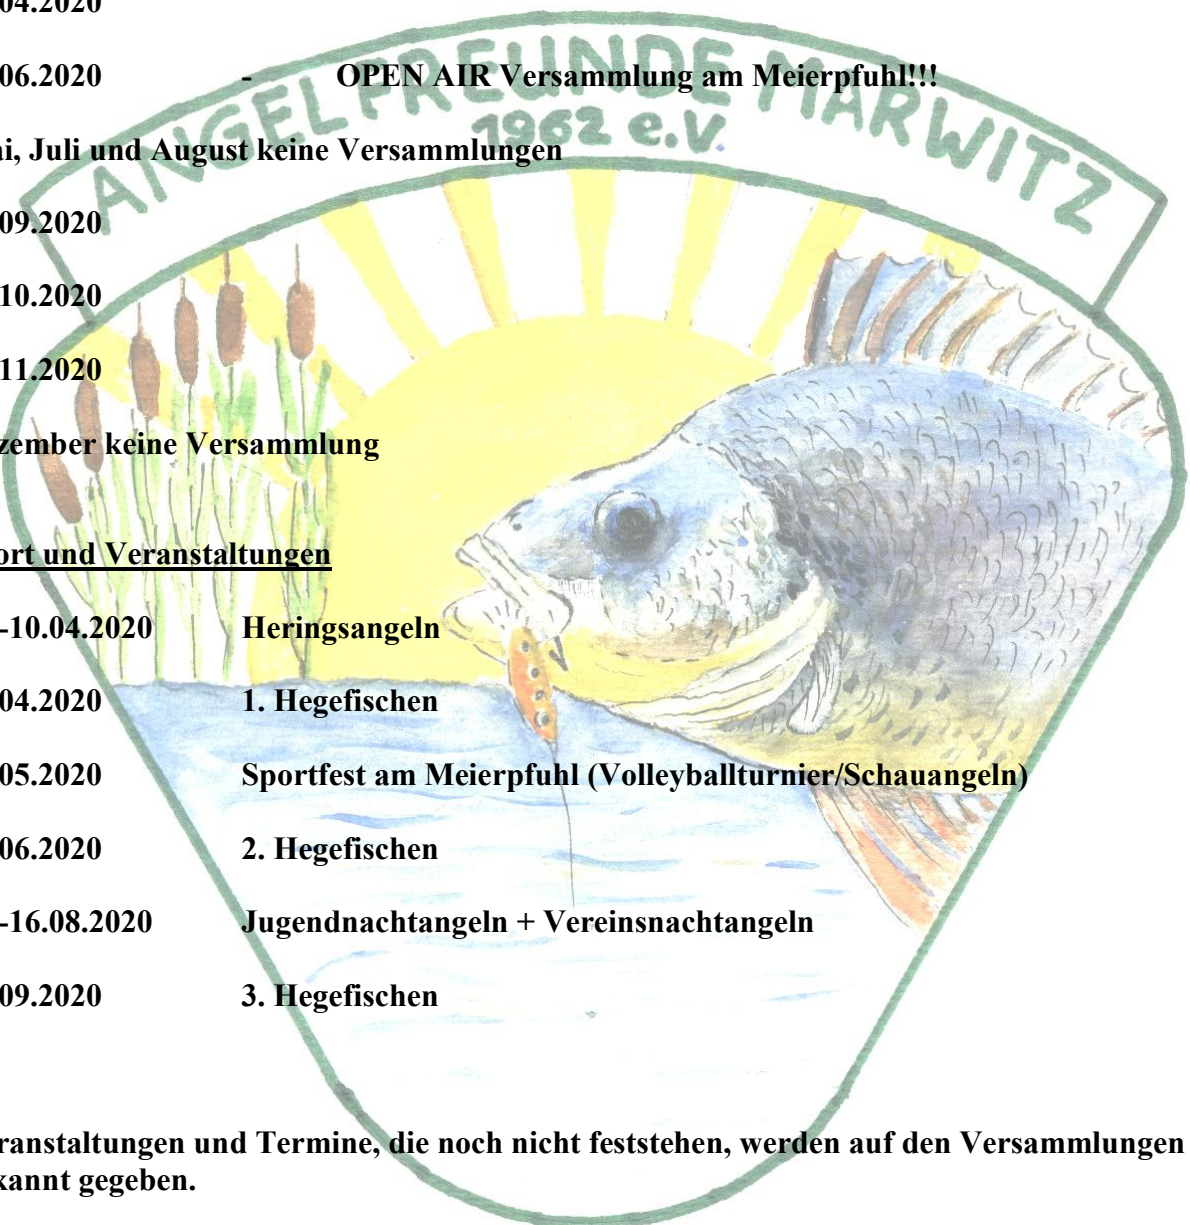 04.2020
ANGELFREUNDE MARWITZ
1962 e.V.
06.2020 - OPEN AIR Versammlung am Meierpfuhl!!!
i, Juli und August keine Versammlungen
09.2020
10.2020
11.2020
zember keine Versammlung
ort und Veranstaltungen
-10.04.2020 Heringsangeln
04.2020 1. Hegefischen
05.2020 Sportfest am Meierpfuhl (Volleyballturnier/Schauangeln)
06.2020 2. Hegefischen
-16.08.2020 Jugendnachtangeln + Vereinsnachtangeln
09.2020 3. Hegefischen
ranstaltungen und Termine, die noch nicht feststehen, werden auf den Versammlungen
kannt gegeben.